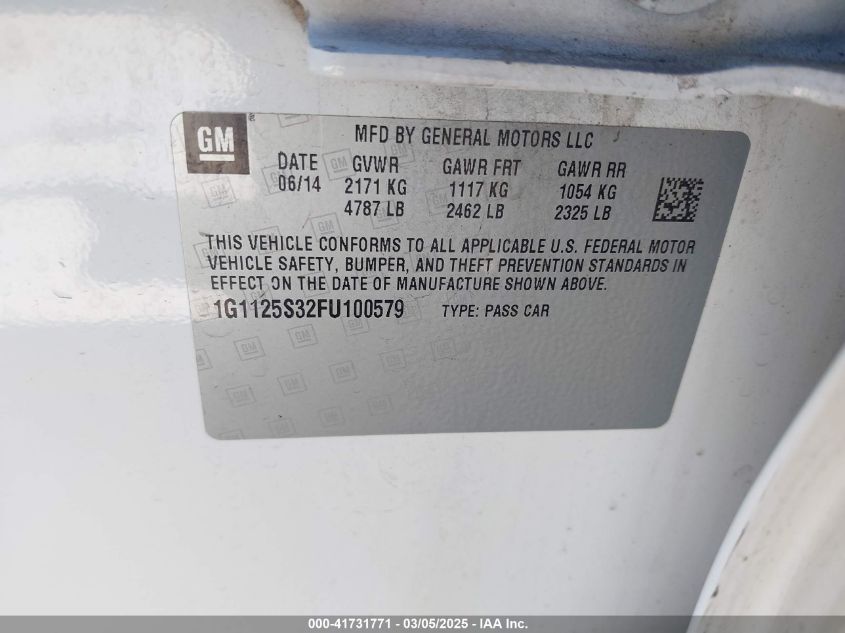 GM
MFD BY GENERAL MOTORS LLC
DATE GVWR GAWR FRT GAWR RR
06/14 2171 KG 1117 KG 1054 KG
4787 LB 2462 LB 2325 LB
THIS VEHICLE CONFORMS TO ALL APPLICABLE U.S. FEDERAL MOTOR
VEHICLE SAFETY, BUMPER, AND THEFT PREVENTION STANDARDS IN
EFFECT ON THE DATE OF MANUFACTURE SHOWN ABOVE.
1G1125S32FU100579 TYPE: PASS CAR
000-41731771 - 03/05/2025 - IAA Inc.